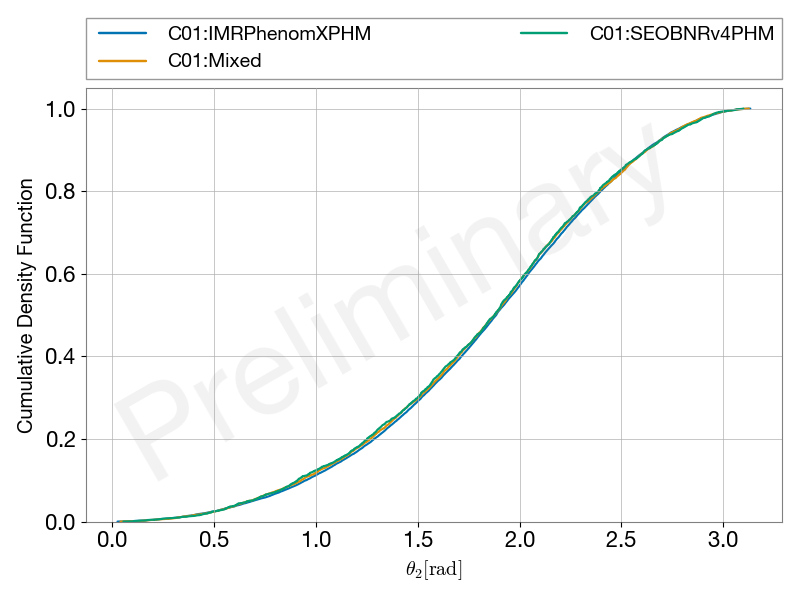 C01:IMRPhenomXPHM
C01:Mixed
C01:SEOBNRv4PHM
Preliminary
Cumulative Density Function
1.0
0.8
0.6
0.4
0.2
0.0
0.0 0.5 1.0 1.5 2.0 2.5 3.0
θ₂[rad]